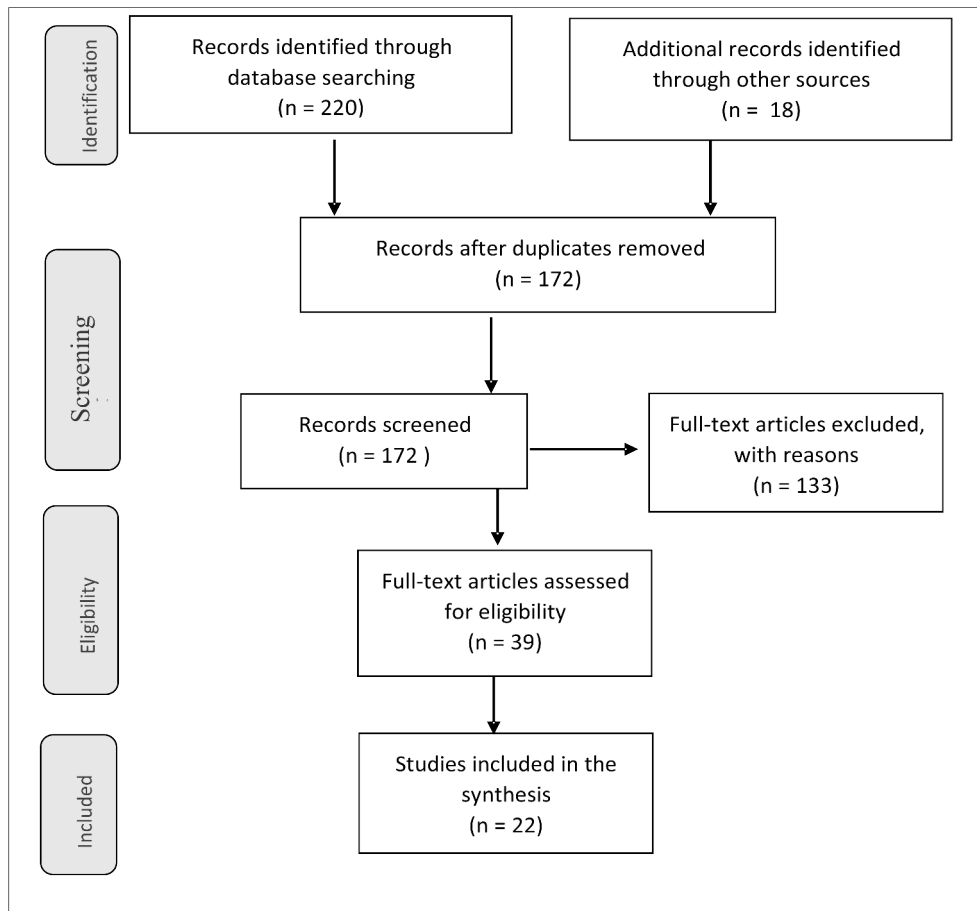 Identification
Records identified through
database searching
(n = 220)
Additional records identified
through other sources
(n = 18)
Records after duplicates removed
(n = 172)
Screening
Records screened
(n = 172 )
Full-text articles excluded,
with reasons
(n = 133)
Eligibility
Full-text articles assessed
for eligibility
(n = 39)
Included
Studies included in the
synthesis
(n = 22)